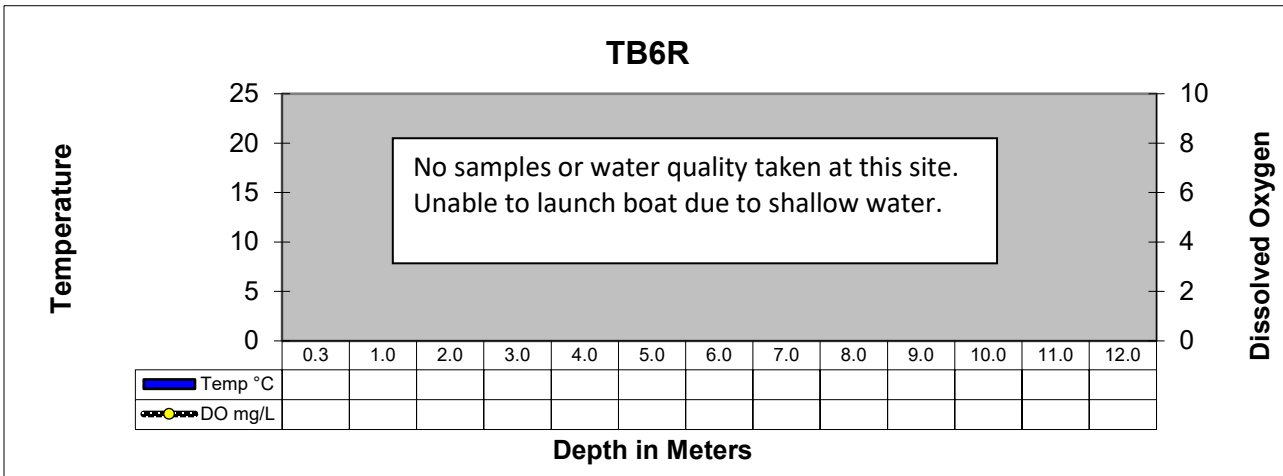 TB6R
Temperature
25
20
15
10
5
0
No samples or water quality taken at this site.
Unable to launch boat due to shallow water.
10
8
6
4
2
0
Dissolved Oxygen
0.3 1.0 2.0 3.0 4.0 5.0 6.0 7.0 8.0 9.0 10.0 11.0 12.0
Temp °C
DO mg/L
Depth in Meters